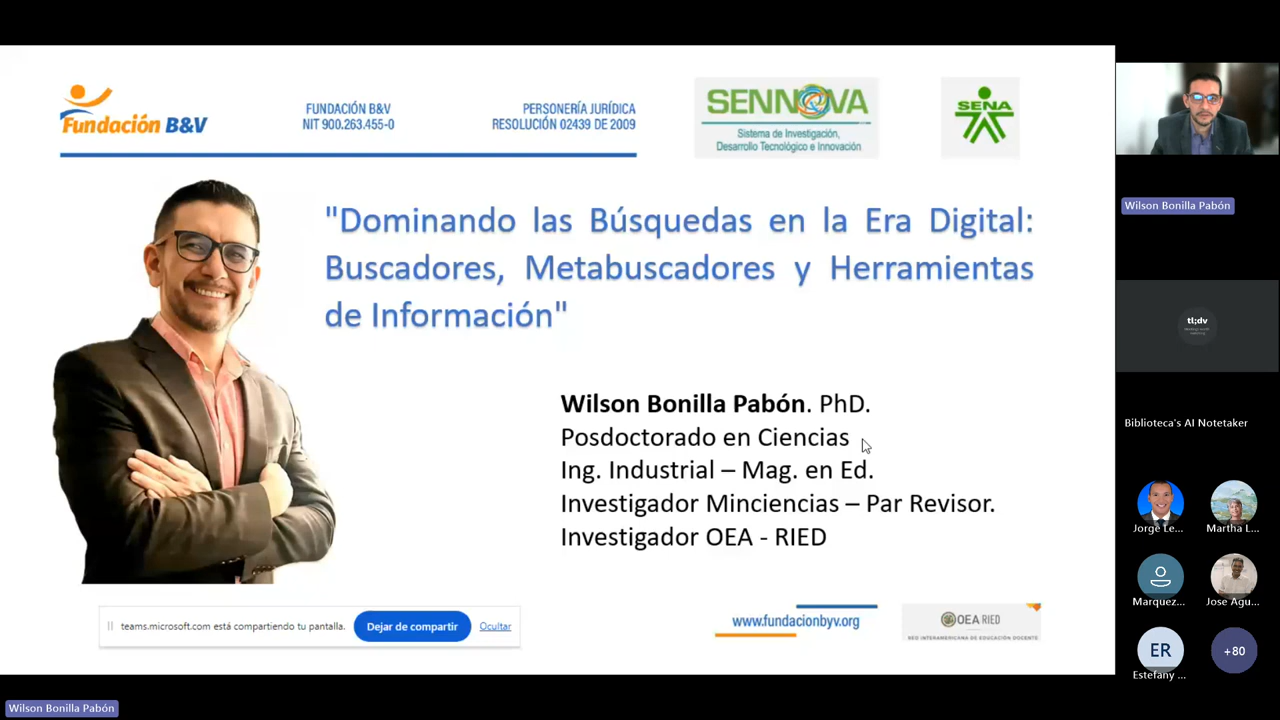 Fundación B&V
FUNDACIÓN B&V
NIT 900.263.455-0
PERSONERÍA JURÍDICA
RESOLUCIÓN 02439 DE 2009
SENNOVA
Sistema de Investigación,
Desarrollo Tecnológico e Innovación
SENA
"Dominando las Búsquedas en la Era Digital:
Buscadores, Metabuscadores y Herramientas
de Información"
Wilson Bonilla Pabón. PhD.
Posdoctorado en Ciencias
Ing. Industrial – Mag. en Ed.
Investigador Minciencias – Par Revisor.
Investigador OEA - RIED
teams.microsoft.com está compartiendo tu pantalla.
Dejar de compartir
Ocultar
www.fundacionbyv.org
OEA RIED
RED INTERAMERICANA DE EDUCACIÓN DOCENTE
Wilson Bonilla Pabón
Wilson Bonilla Pabón
tl;dv
Biblioteca's AI Notetaker
Jorge Le...
Martha L...
Marquez...
Jose Agu...
ER
Estefany ...
+80